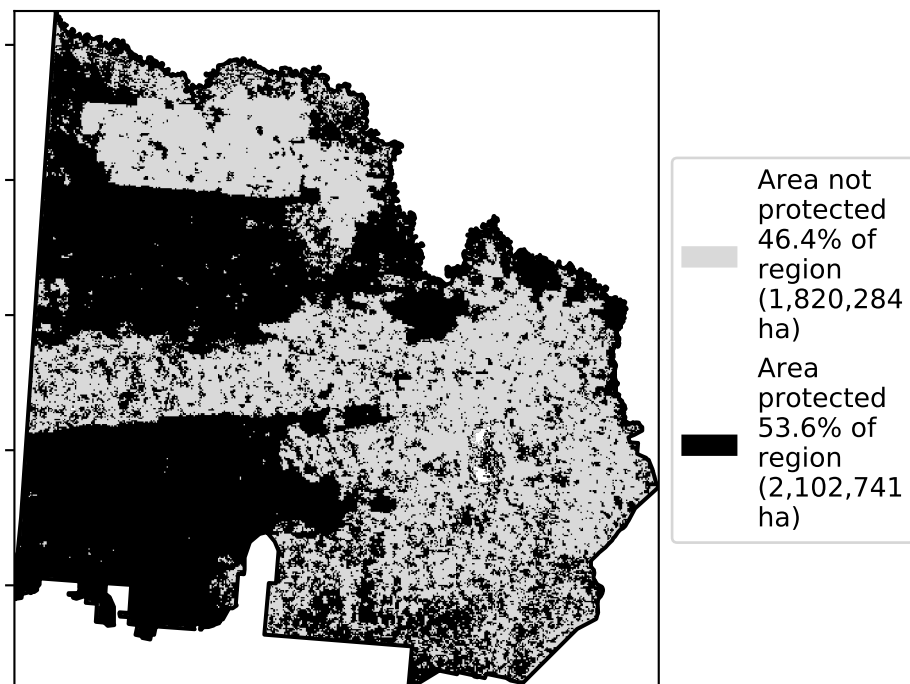 Area not
protected
46.4% of
region
(1,820,284
ha)
Area
protected
53.6% of
region
(2,102,741
ha)